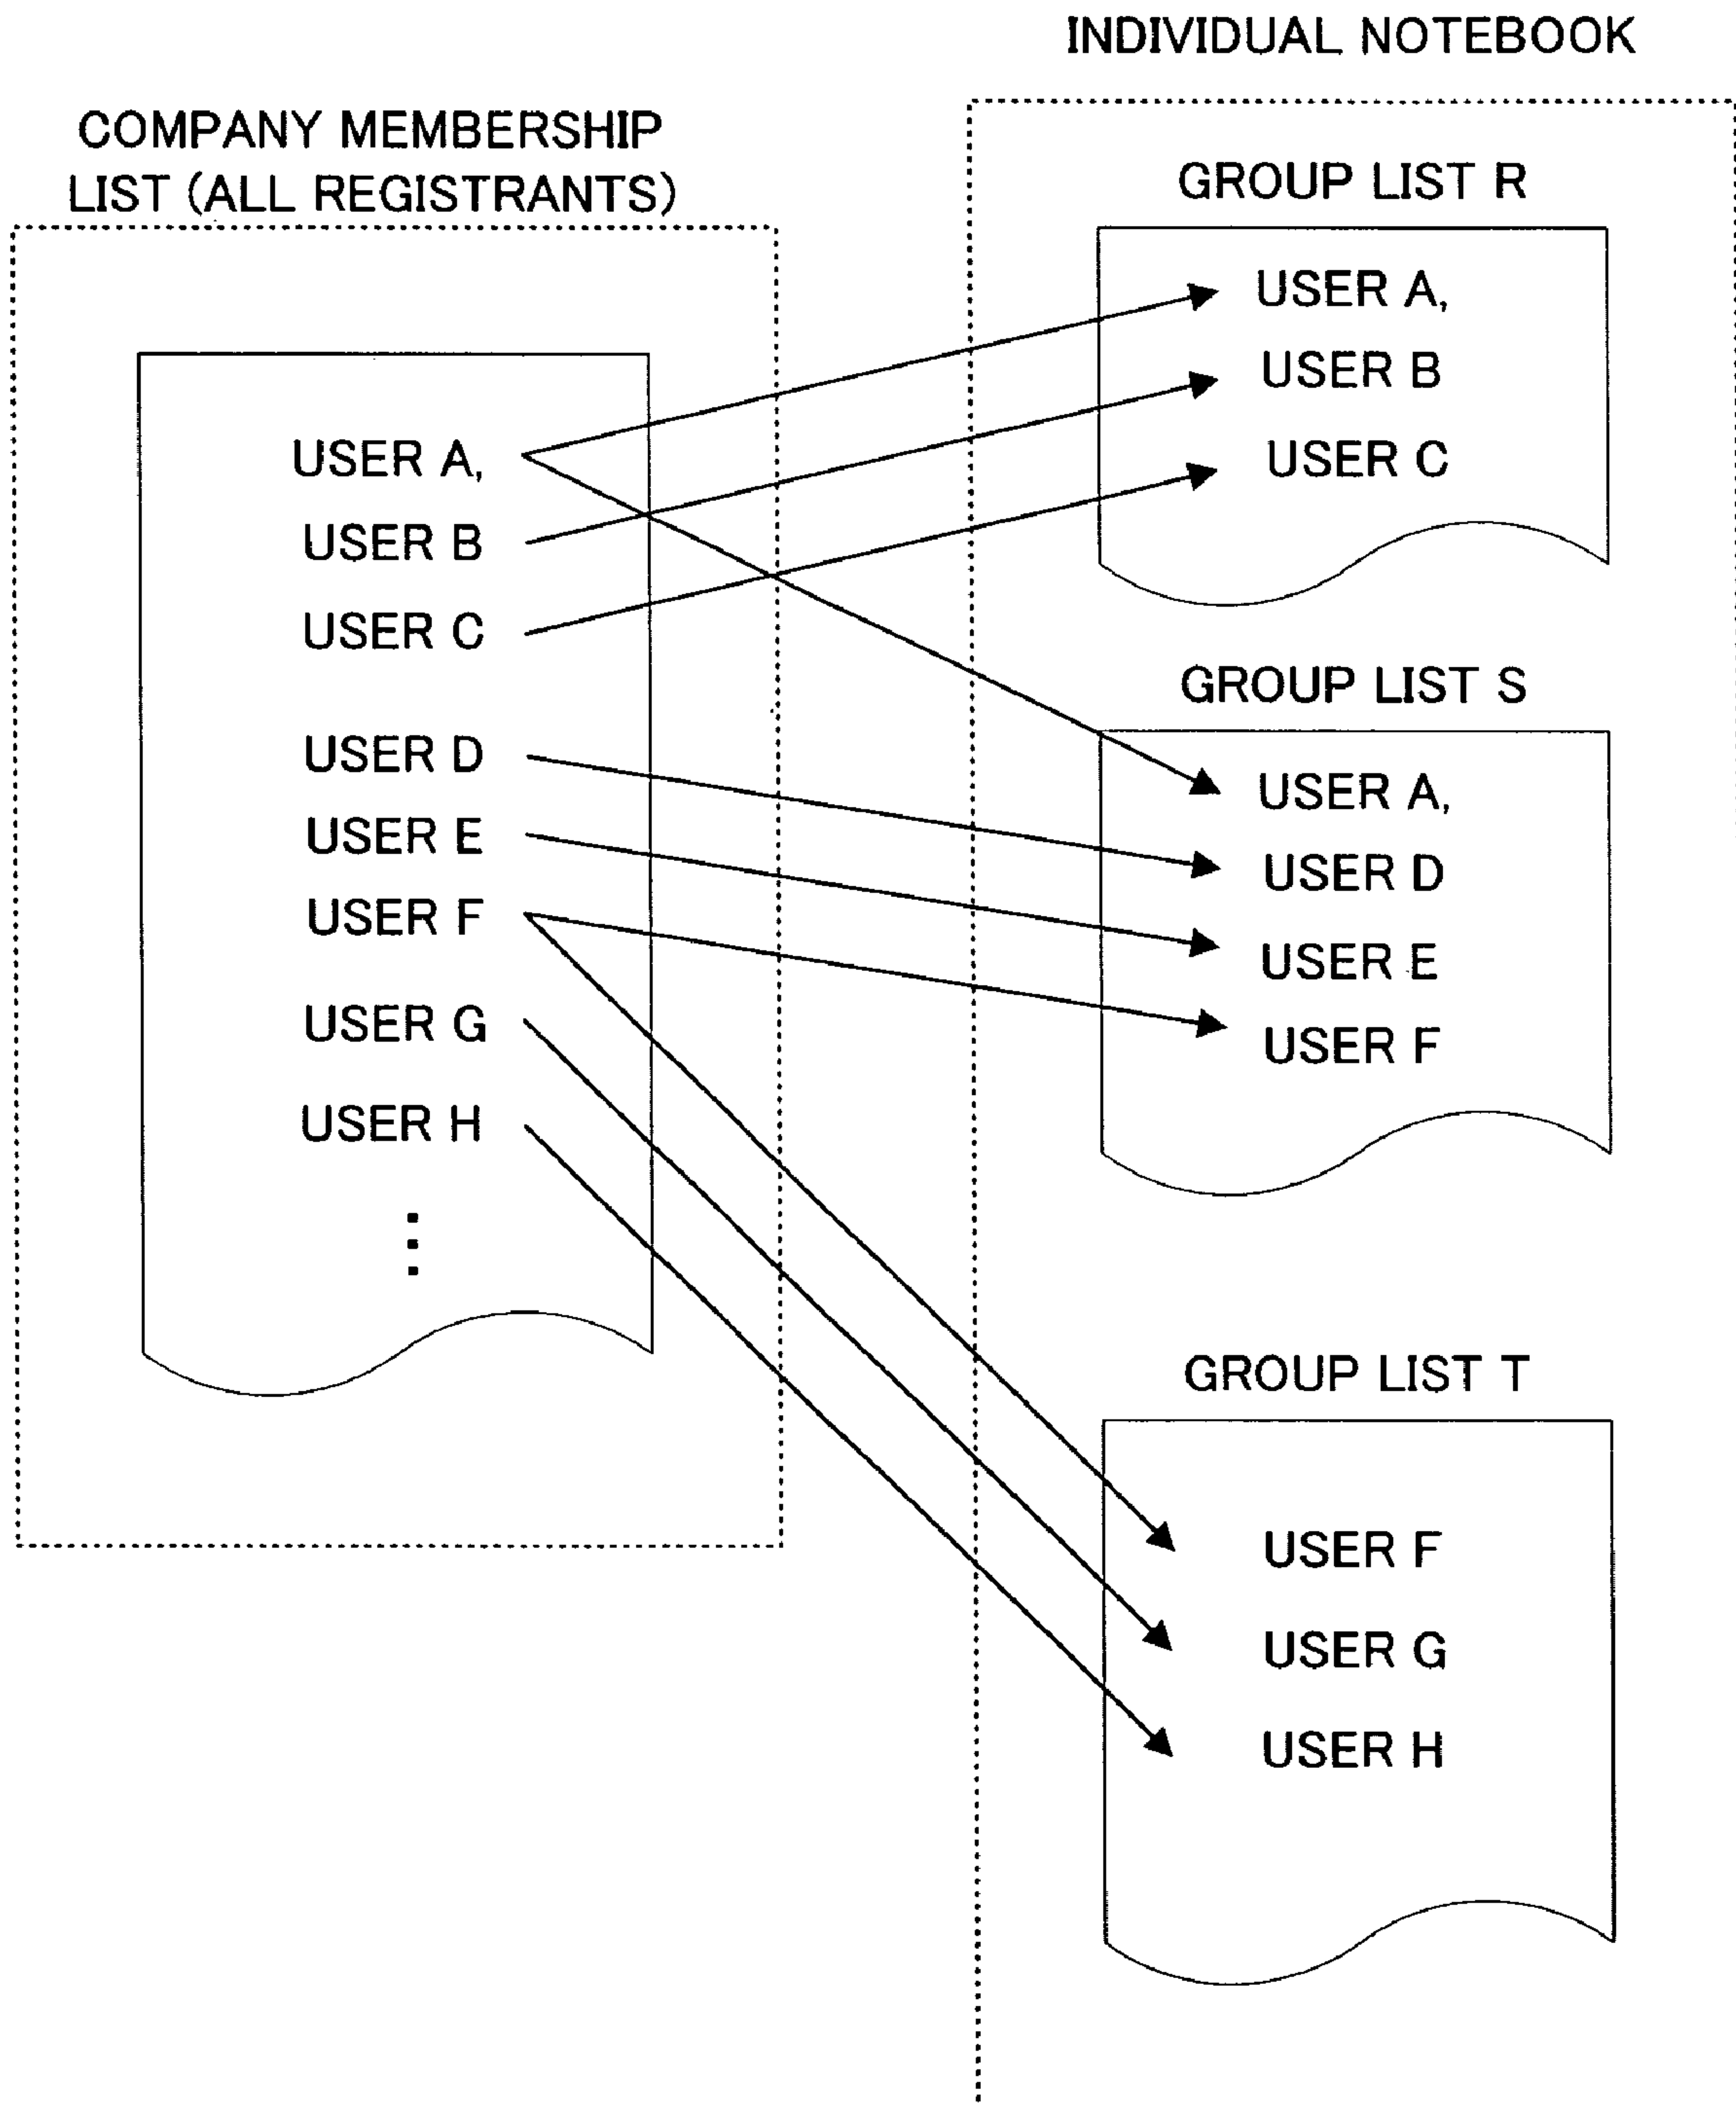 INDIVIDUAL NOTEBOOK
COMPANY MEMBERSHIP
LIST (ALL REGISTRANTS)
USER A,
USER B
USER C
USER D
USER E
USER F
USER G
USER H
GROUP LIST R
USER A,
USER B
USER C
GROUP LIST S
USER A,
USER D
USER E
USER F
GROUP LIST T
USER F
USER G
USER H